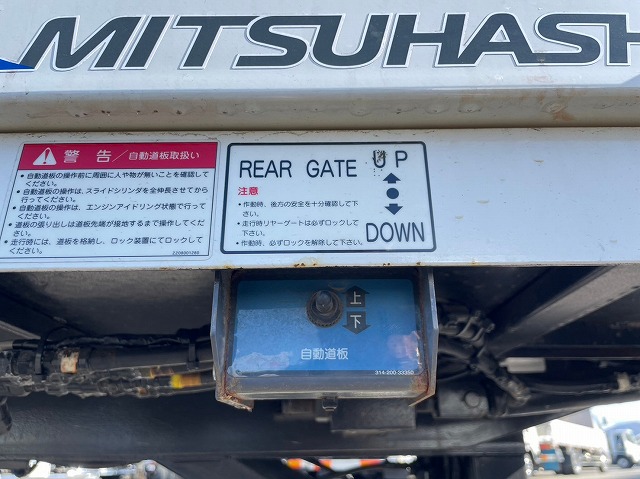 MITSUHASH
警告/自動道板取扱い
・自動道板の操作前に周囲に人や物が無いことを確認して
ください。
・自動道板の操作は、スライドシリンダを全伸長させてから
行ってください。
・自動道板の操作は、エンジンアイドリング状態で行って
ください。
・道板の張り出しは道板先端が接地するまで操作してください。
・走行時には、道板を格納し、ロック装置にてロックして
ください。
2208001240
REAR GATE UP
注意
・作動時、後方の安全を十分確認して下
さい。
・走行時リヤーゲートは必ずロックして
下さい。
・作動時、必ずロックを解除して下さい。
DOWN
上
下
自動道板
314-200-33350